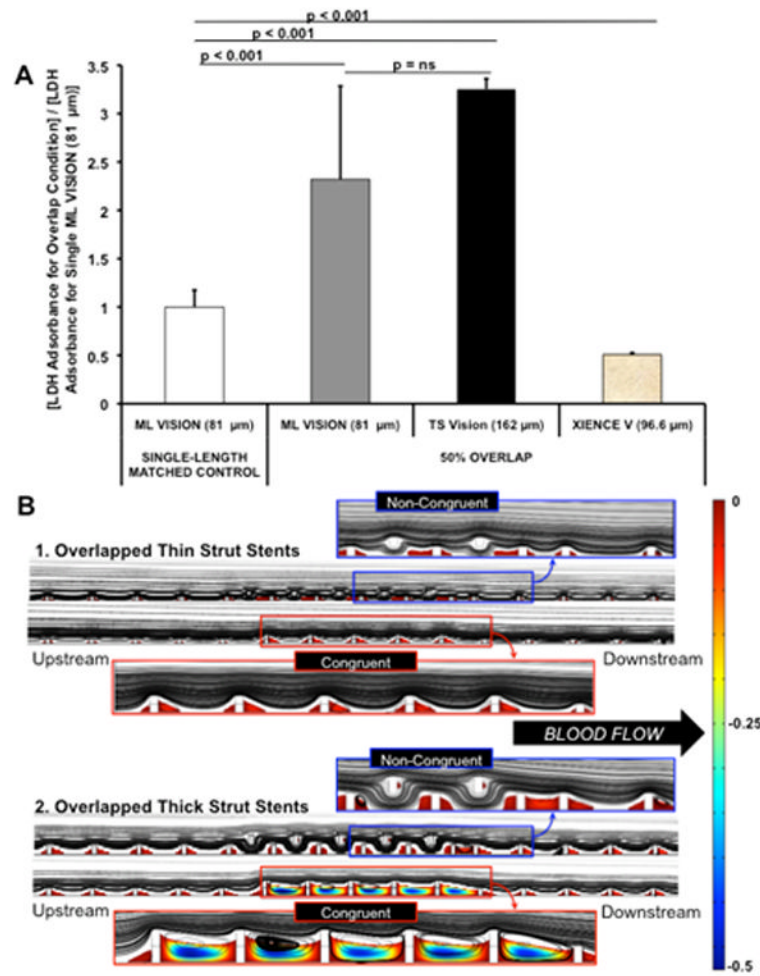 p < 0.001
p < 0.001
p < 0.001
p = ns
A
[LDH Adsorbance for Overlap Condition] / [LDH
Adsorbance for Single ML VISION (81 µm)]
3.5
3
2.5
2
1.5
1
0.5
0
ML VISION (81 µm)
ML VISION (81 µm)
TS Vision (162 µm)
XIENCE V (96.6 µm)
SINGLE-LENGTH
MATCHED CONTROL
50% OVERLAP
B
Non-Congruent
1. Overlapped Thin Strut Stents
Upstream
Downstream
Congruent
BLOOD FLOW
Non-Congruent
2. Overlapped Thick Strut Stents
Upstream
Downstream
Congruent
0
-0.25
-0.5